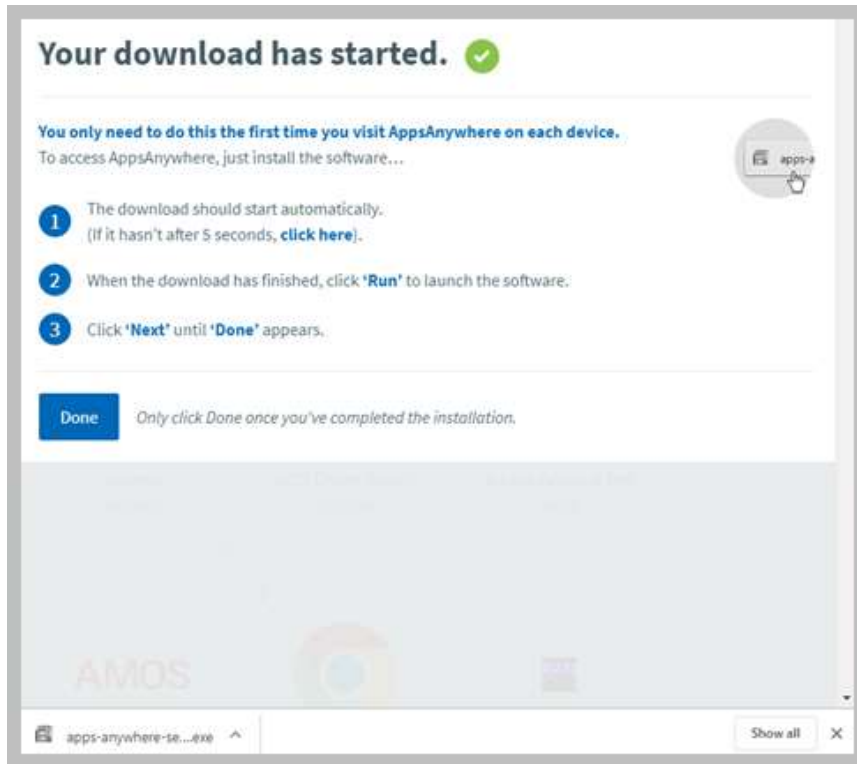 Your download has started.
You only need to do this the first time you visit AppsAnywhere on each device.
To access AppsAnywhere, just install the software...
apps-a
1 The download should start automatically.
(If it hasn't after 5 seconds, click here).
2 When the download has finished, click 'Run' to launch the software.
3 Click 'Next' until 'Done' appears.
Done Only click Done once you've completed the installation.
AMOS
apps-anywhere-se...exe Show all